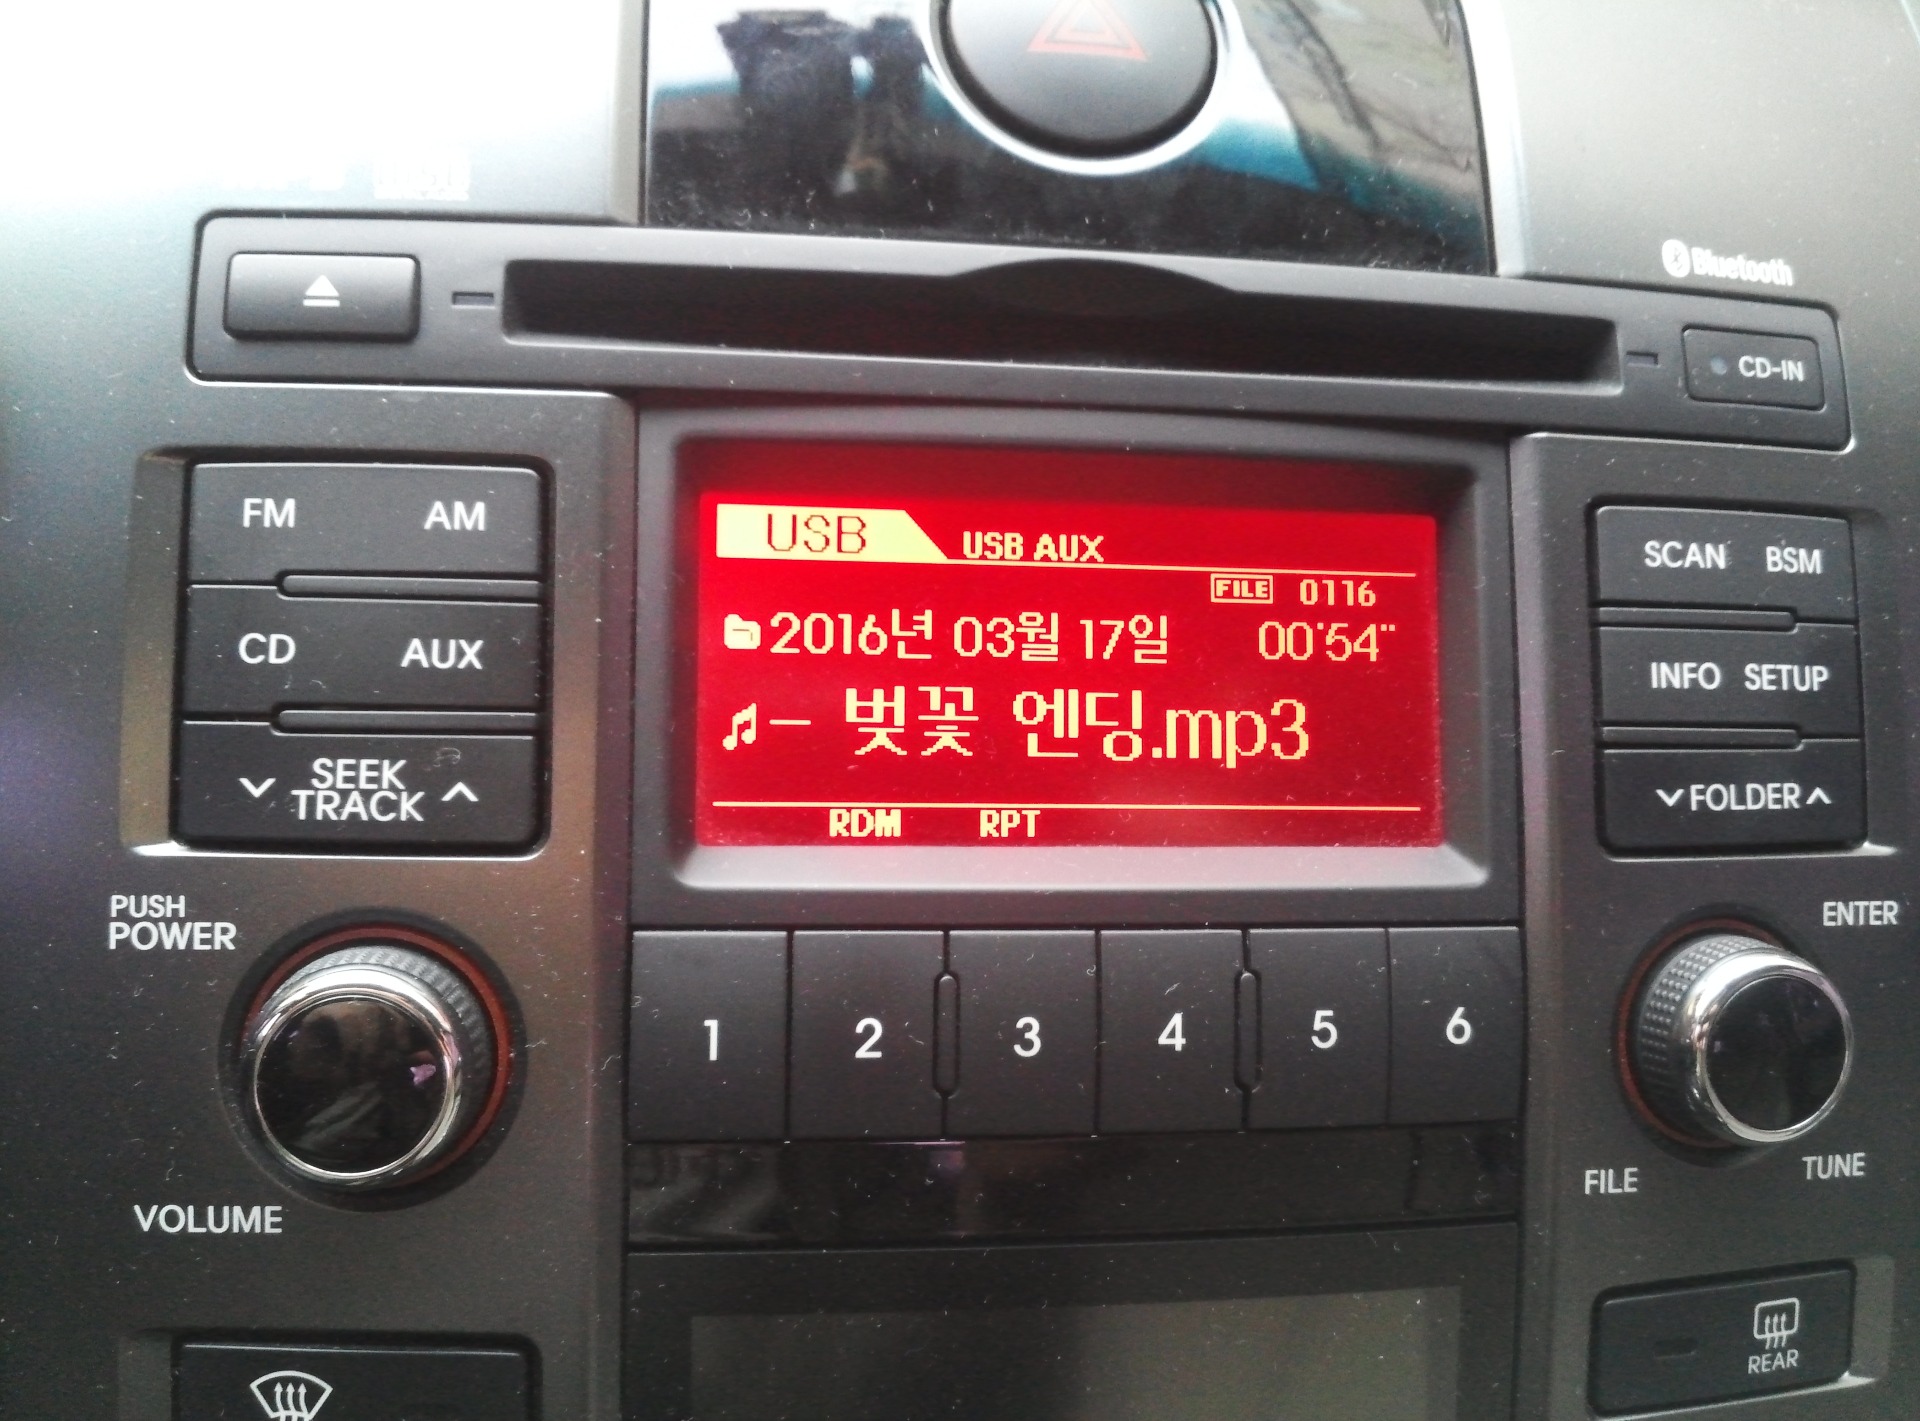 Bluetooth
CD-IN
FM AM
CD AUX
SEEK
TRACK
PUSH
POWER
VOLUME
USB USB AUX
FILE 0116
2016년 03월 17일 00'54"
– 벚꽃 엔딩.mp3
RDM RPT
1 2 3 4 5 6
SCAN BSM
INFO SETUP
FOLDER
ENTER
FILE TUNE
REAR